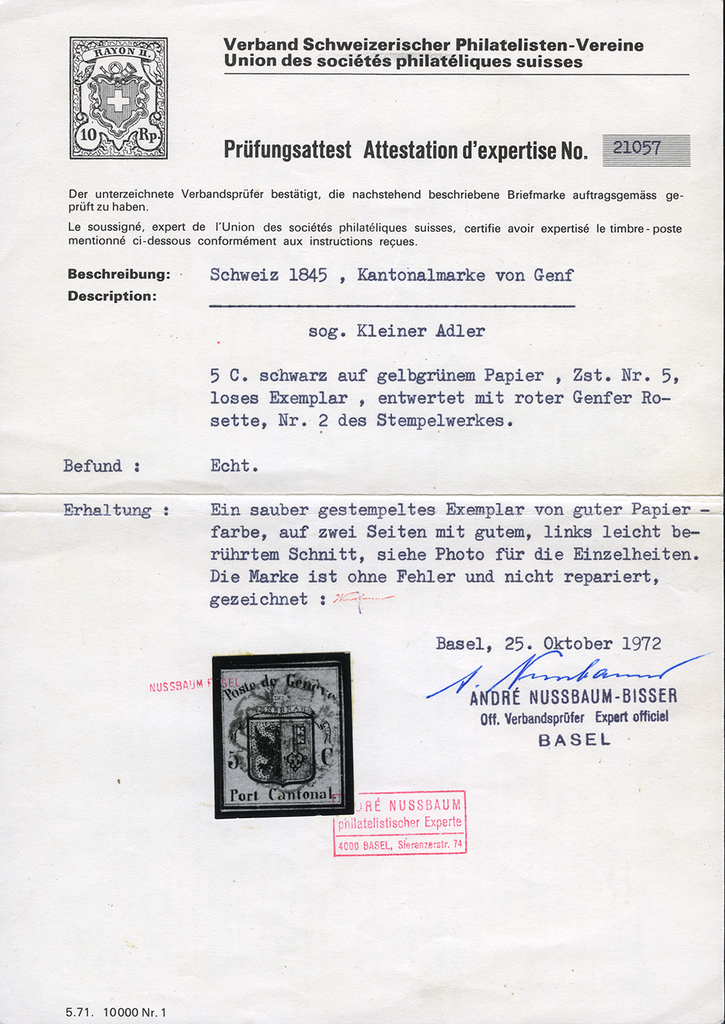 RAYON II.
10 Rp.
Verband Schweizerischer Philatelisten-Vereine
Union des sociétés philatéliques suisses
Prüfungsattest Attestation d'expertise No. 21057
Der unterzeichnete Verbandsprüfer bestätigt, die nachstehend beschriebene Briefmarke auftragsgemäss ge-
prüft zu haben.
Le soussigné, expert de l'Union des sociétés philatéliques suisses, certifie avoir expertisé le timbre-poste
mentionné ci-dessous conformément aux instructions reçues.
Beschreibung: Schweiz 1845 , Kantonalmarke von Genf
Description:
sog. Kleiner Adler
5 C. schwarz auf gelbgrünem Papier , Zst. Nr. 5,
loses Exemplar , entwertet mit roter Genfer Ro-
sette, Nr. 2 des Stempelwerkes.
Befund : Echt.
Erhaltung : Ein sauber gestempeltes Exemplar von guter Papier -
farbe, auf zwei Seiten mit gutem, links leicht be-
rührtem Schnitt, siehe Photo für die Einzelheiten.
Die Marke ist ohne Fehler und nicht repariert,
gezeichnet :
Basel, 25. Oktober 1972
A. Nussbaumer
ANDRÉ NUSSBAUM-BISSER
Off. Verbandsprüfer Expert officiel
BASEL
NUSSBAUM SEL
Poste de Genève
5 C
Port Cantonal
DRÉ NUSSBAUM
philatelistischer Experte
4000 BASEL, Sierenzerstr. 74
5.71. 10000 Nr. 1